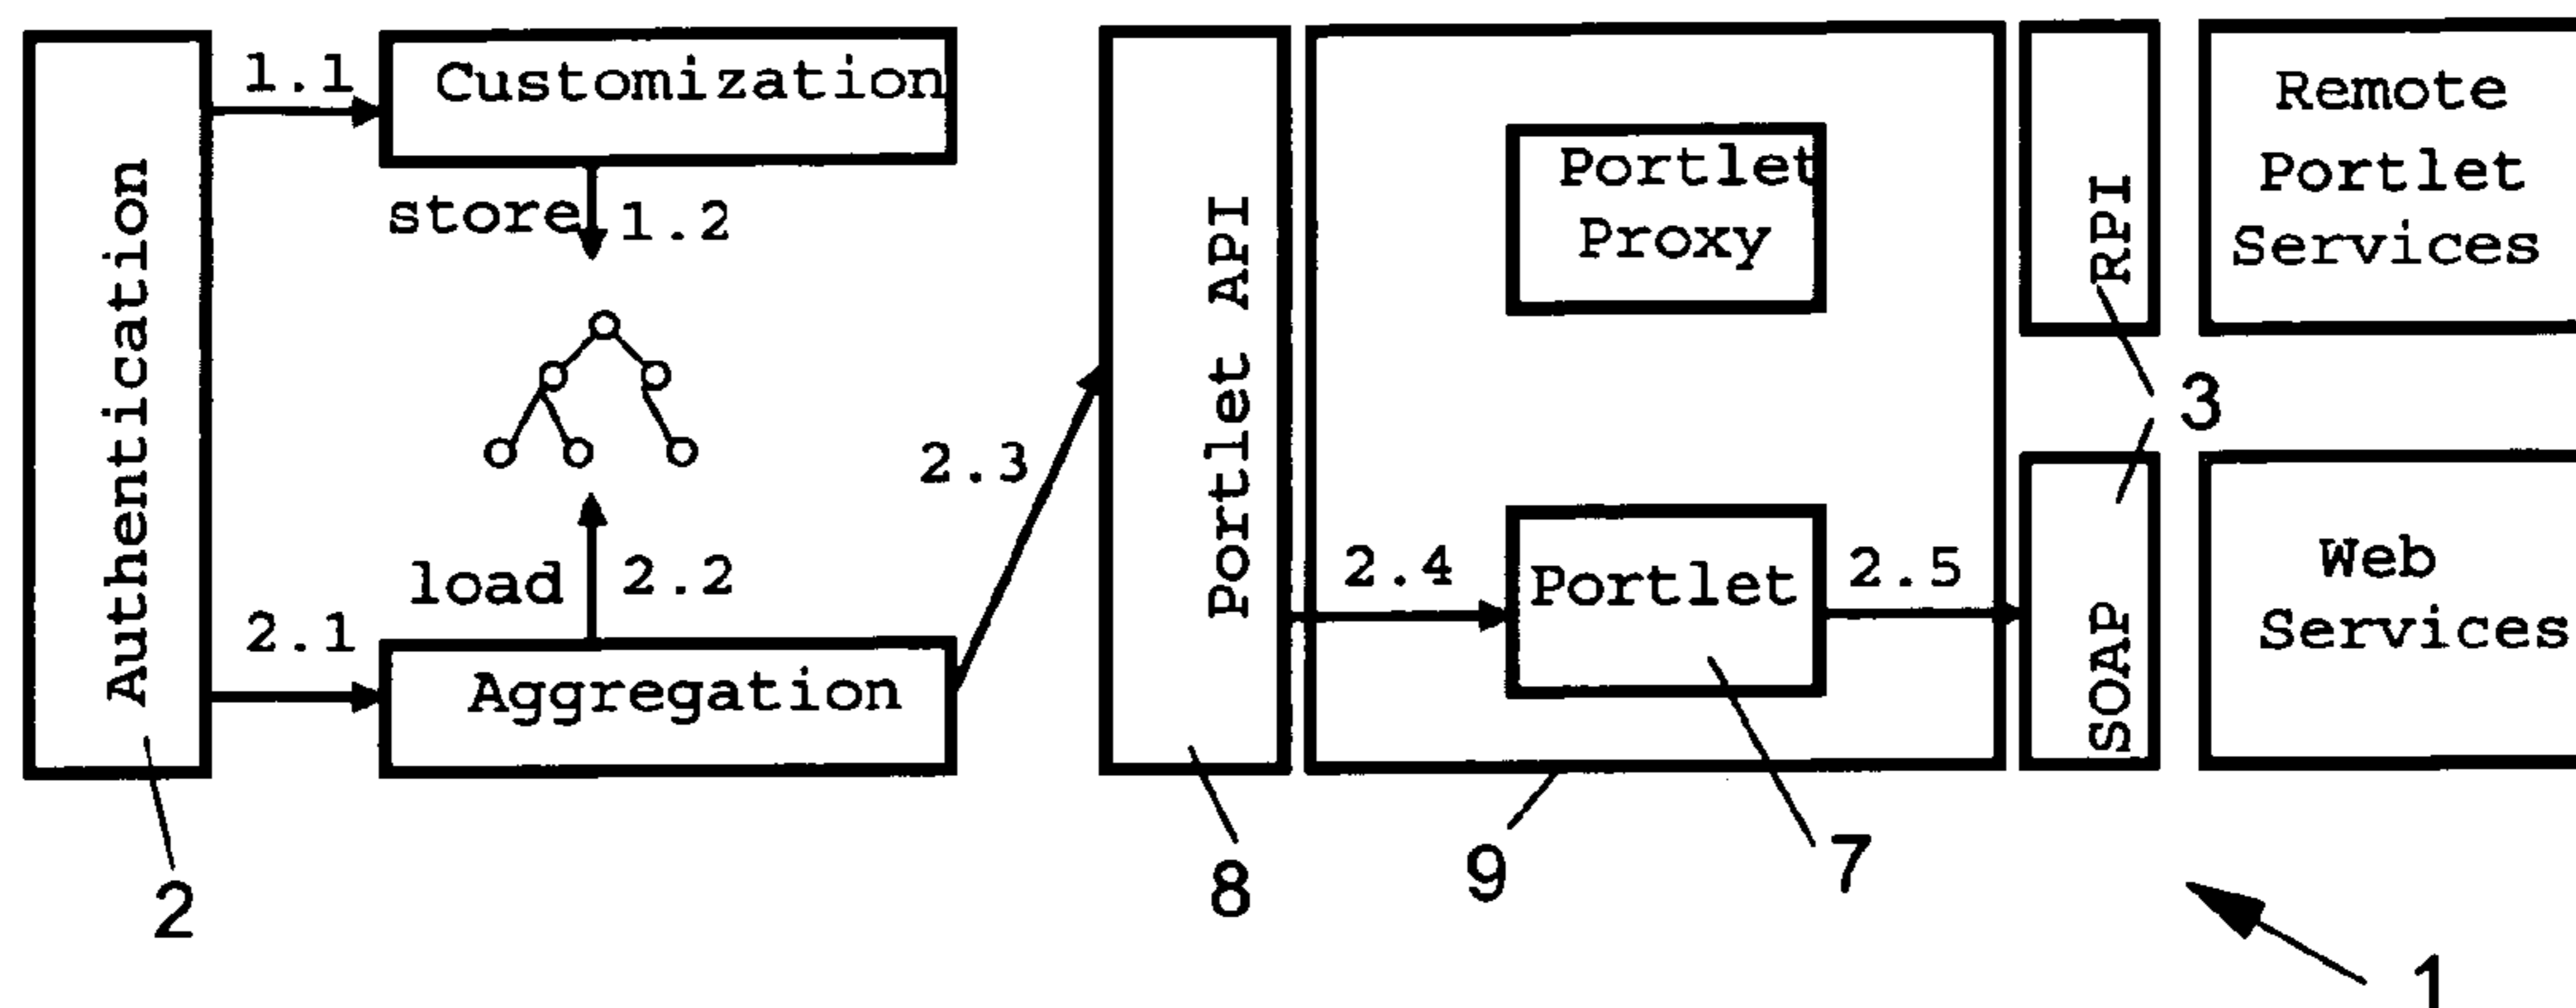 Authentication
1.1
Customization
store
1.2
load
2.2
2.1
Aggregation
2.3
Portlet API
Portlet
Proxy
2.4
Portlet
2.5
RPI
SOAP
Remote
Portlet
Services
3
Web
Services
2
8
9
7
1